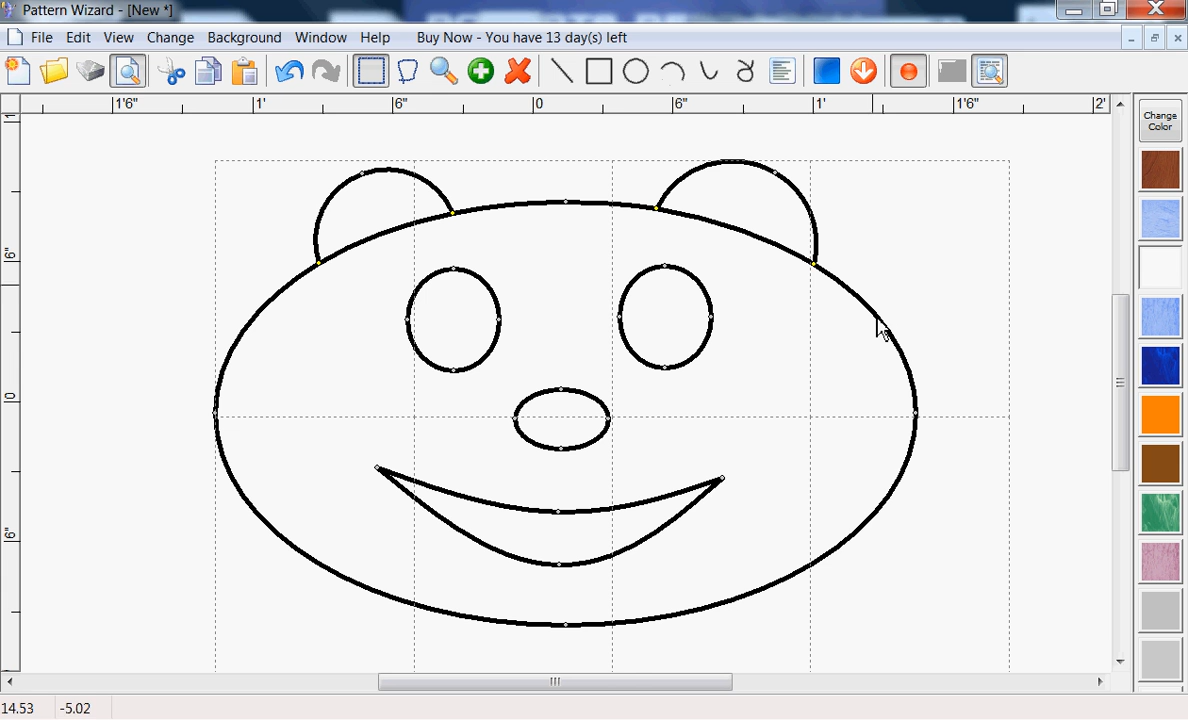 Pattern Wizard - [New *]
File Edit View Change Background Window Help Buy Now - You have 13 day(s) left
1'6" 1' 6" 0 6" 1' 1'6" 2'
1
6"
0
6"
Change
Color
14.53 -5.02